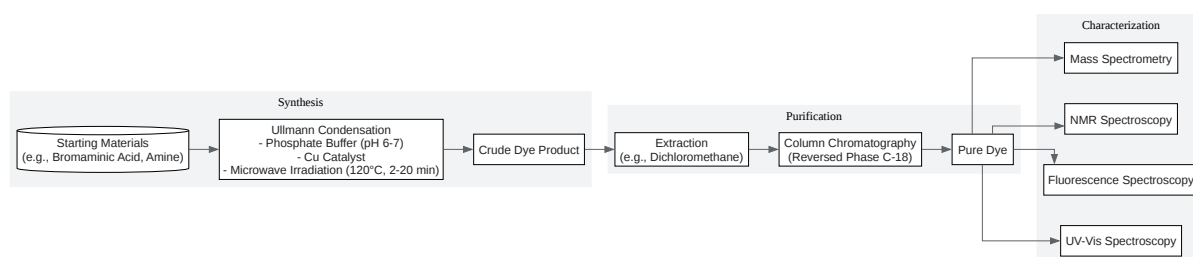 Synthesis
Starting Materials
(e.g., Bromaminic Acid, Amine)
Ullmann Condensation
- Phosphate Buffer (pH 6-7)
- Cu Catalyst
- Microwave Irradiation (120°C, 2-20 min)
Crude Dye Product
Purification
Extraction
(e.g., Dichloromethane)
Column Chromatography
(Reversed Phase C-18)
Pure Dye
Characterization
Mass Spectrometry
NMR Spectroscopy
Fluorescence Spectroscopy
UV-Vis Spectroscopy